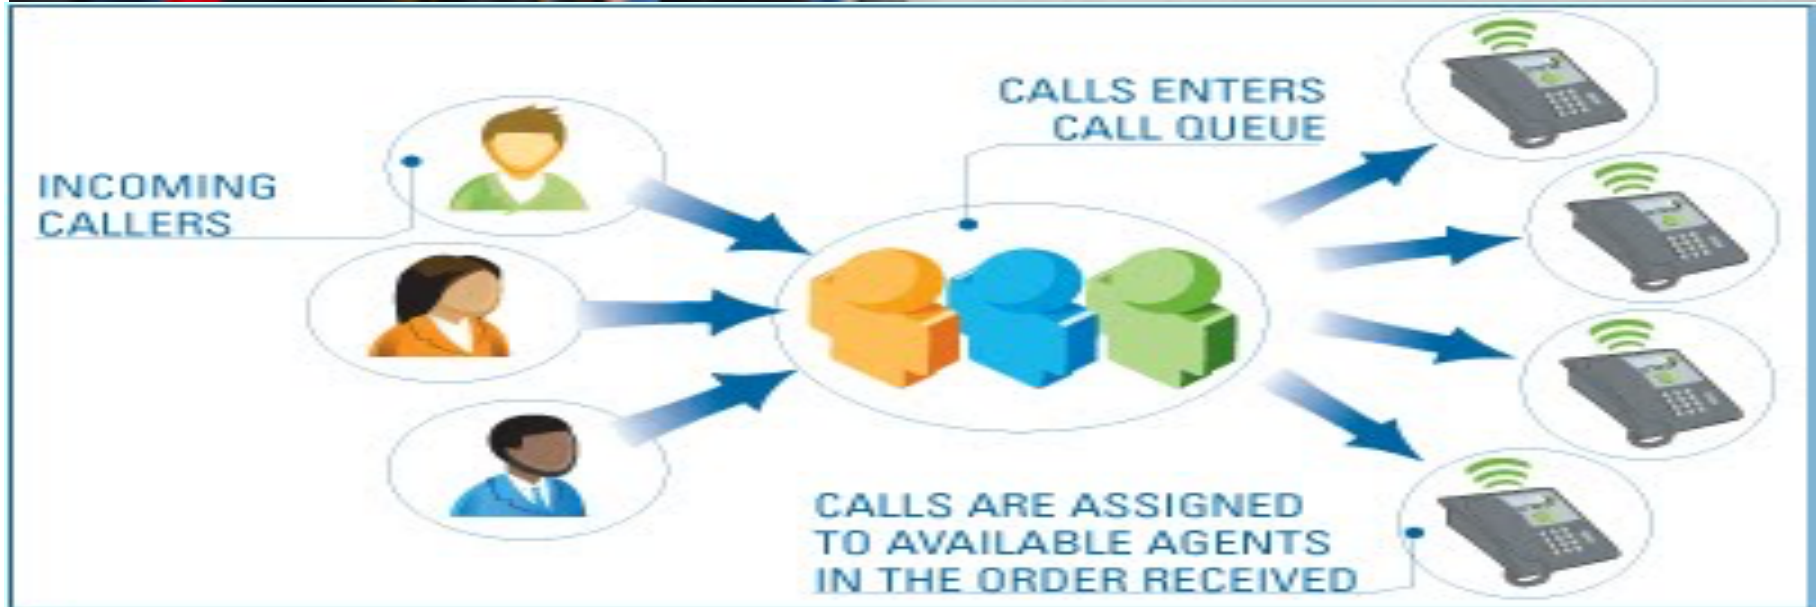 INCOMING
CALLERS
CALLS ENTERS
CALL QUEUE
CALLS ARE ASSIGNED
TO AVAILABLE AGENTS
IN THE ORDER RECEIVED